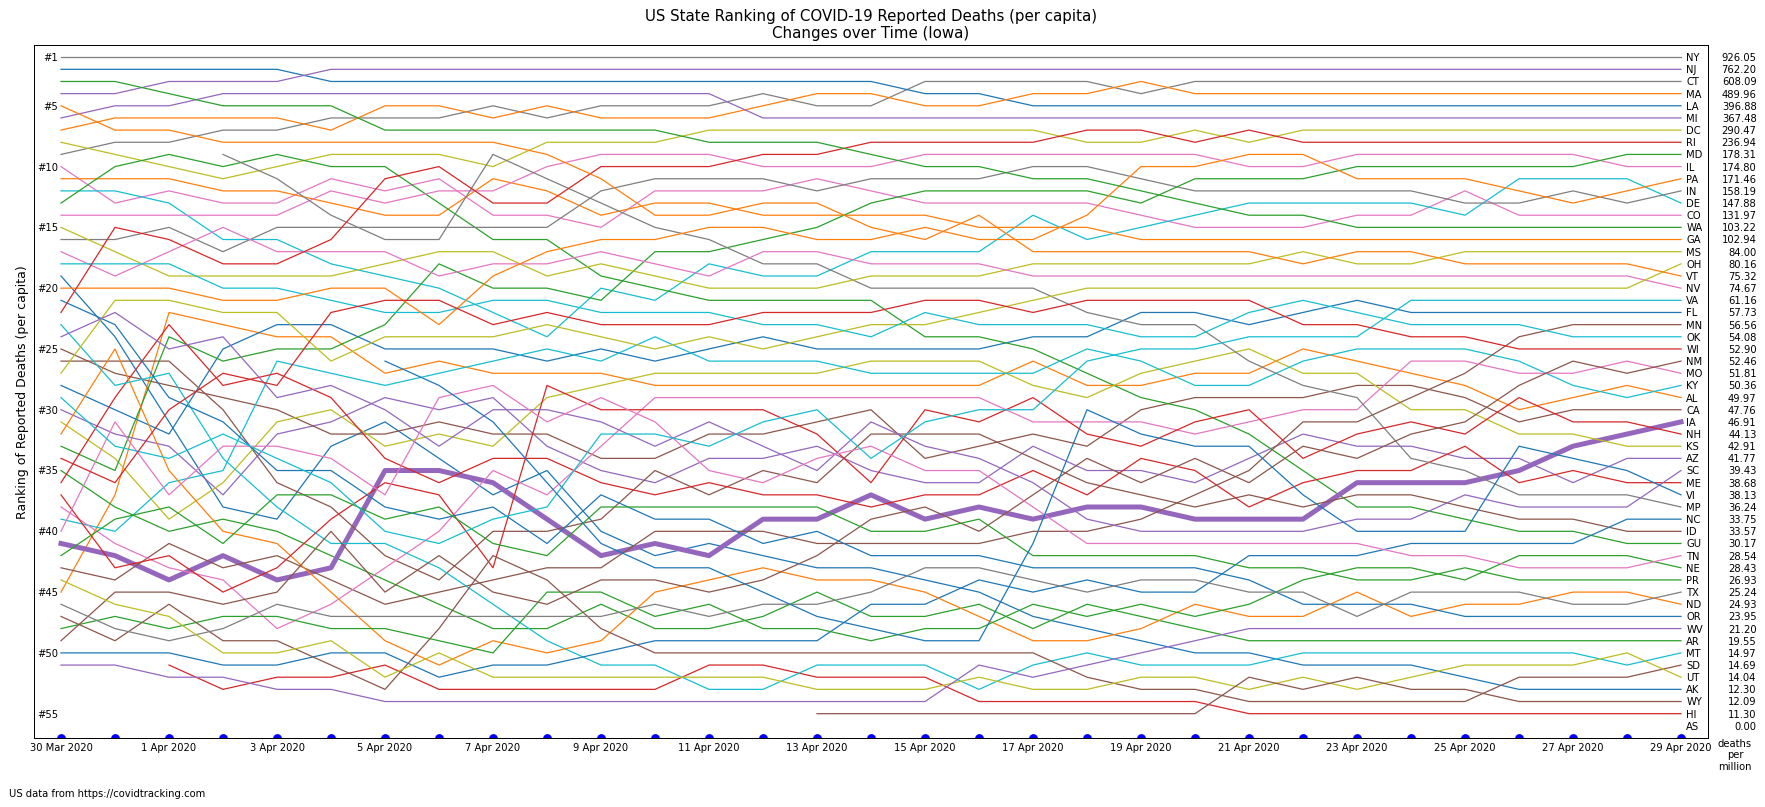 US State Ranking of COVID-19 Reported Deaths (per capita)
Changes over Time (Iowa)
Ranking of Reported Deaths (per capita)
#1
#5
#10
#15
#20
#25
#30
#35
#40
#45
#50
#55
NY 926.05
NJ 762.20
CT 608.09
MA 489.96
LA 396.88
MI 367.48
DC 290.47
RI 236.94
MD 178.31
IL 174.80
PA 171.46
IN 158.19
DE 147.88
CO 131.97
WA 103.22
GA 102.94
MS 84.00
OH 80.16
VT 75.32
NV 74.67
VA 61.16
FL 57.73
MN 56.56
OK 54.08
WI 52.90
NM 52.46
MO 51.81
KY 50.36
AL 49.97
CA 47.76
IA 46.91
NH 44.13
KS 42.91
AZ 41.77
SC 39.43
ME 38.68
VI 38.13
MP 36.24
NC 33.75
ID 33.57
GU 30.17
TN 28.54
NE 28.43
PR 26.93
TX 25.24
ND 24.93
OR 23.95
WV 21.20
AR 19.55
MT 14.97
SD 14.69
UT 14.04
AK 12.30
WY 12.09
HI 11.30
AS 0.00
30 Mar 2020 1 Apr 2020 3 Apr 2020 5 Apr 2020 7 Apr 2020 9 Apr 2020 11 Apr 2020 13 Apr 2020 15 Apr 2020 17 Apr 2020 19 Apr 2020 21 Apr 2020 23 Apr 2020 25 Apr 2020 27 Apr 2020 29 Apr 2020
deaths
per
million
US data from https://covidtracking.com